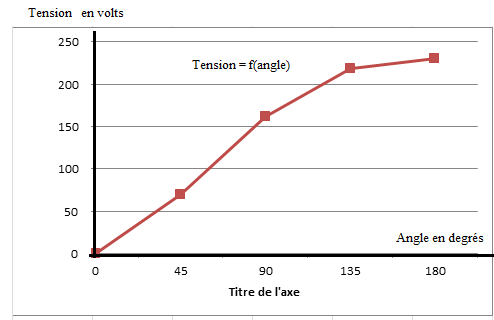 Tension en volts
250
Tension = f(angle)
200
150
100
50
Angle en degrés
0
0 45 90 135 180
Titre de l'axe